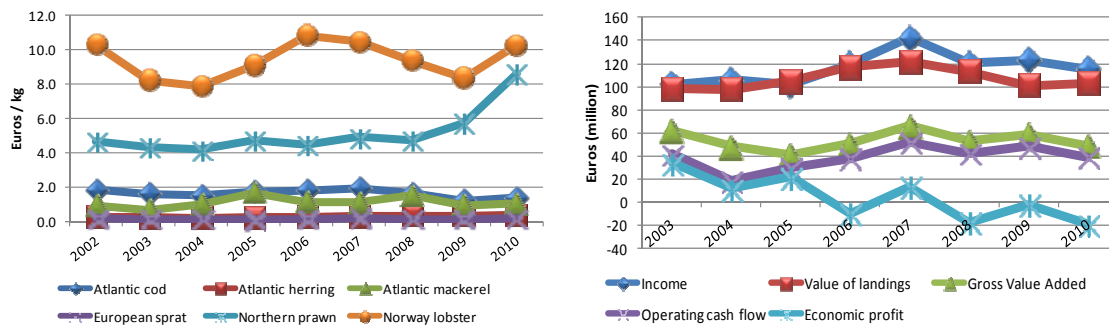 12.0
10.0
8.0
6.0
4.0
2.0
0.0
Euros / kg
2002 2003 2004 2005 2006 2007 2008 2009 2010
Atlantic cod Atlantic herring Atlantic mackerel
European sprat Northern prawn Norway lobster
160
140
120
100
80
60
40
20
0
-20
-40
Euros (million)
2003 2004 2005 2006 2007 2008 2009 2010
Income Value of landings Gross Value Added
Operating cash flow Economic profit